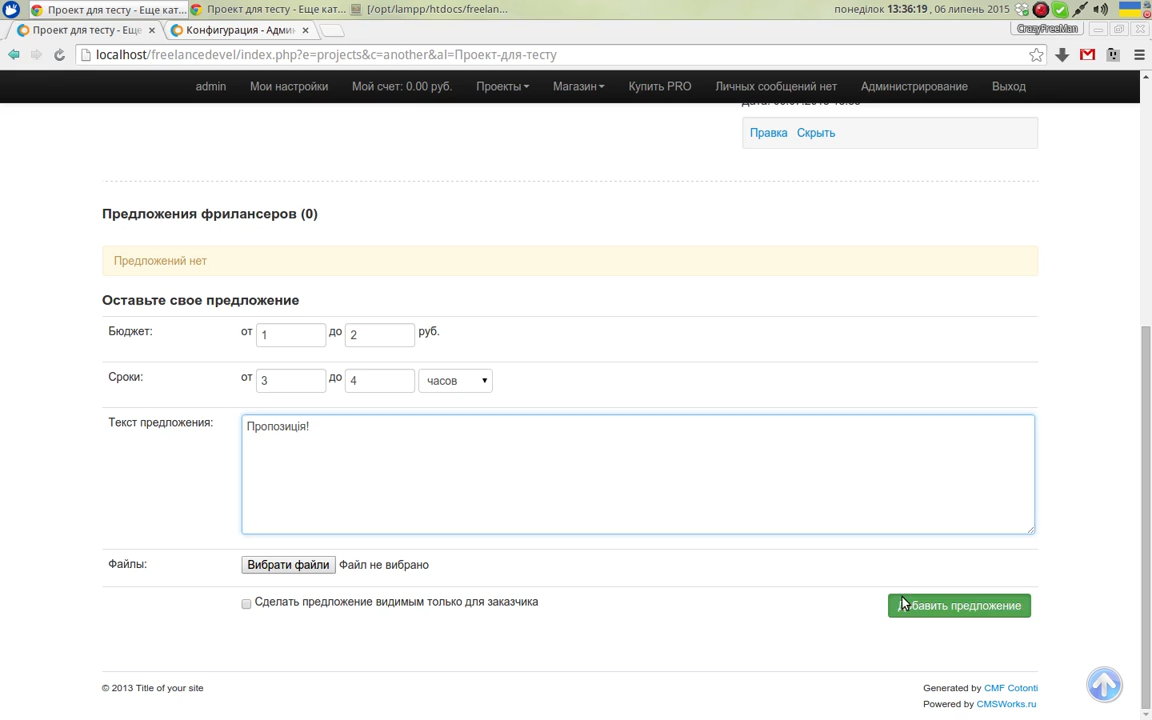 Проект для тесту - Еще кат...
Проект для тесту - Еще кат...
[/opt/lampp/htdocs/freelan...
понеділок 13:36:19 , 06 липень 2015
Проект для тесту - Еще
Конфигурация - Админ
CrazyFreeMan
localhost/freelancedevel/index.php?e=projects&c=another&al=Проект-для-тесту
admin Мои настройки Мой счет: 0.00 руб. Проекты Магазин Купить PRO Личных сообщений нет Администрирование Выход
Правка Скрыть
Предложения фрилансеров (0)
Предложений нет
Оставьте свое предложение
Бюджет: от 1 до 2 руб.
Сроки: от 3 до 4 часов
Текст предложения: Пропозиція!
Файлы: Вибрати файли Файл не вибрано
Сделать предложение видимым только для заказчика
предложение
© 2013 Title of your site
Generated by CMF Cotonti
Powered by CMSWorks.ru